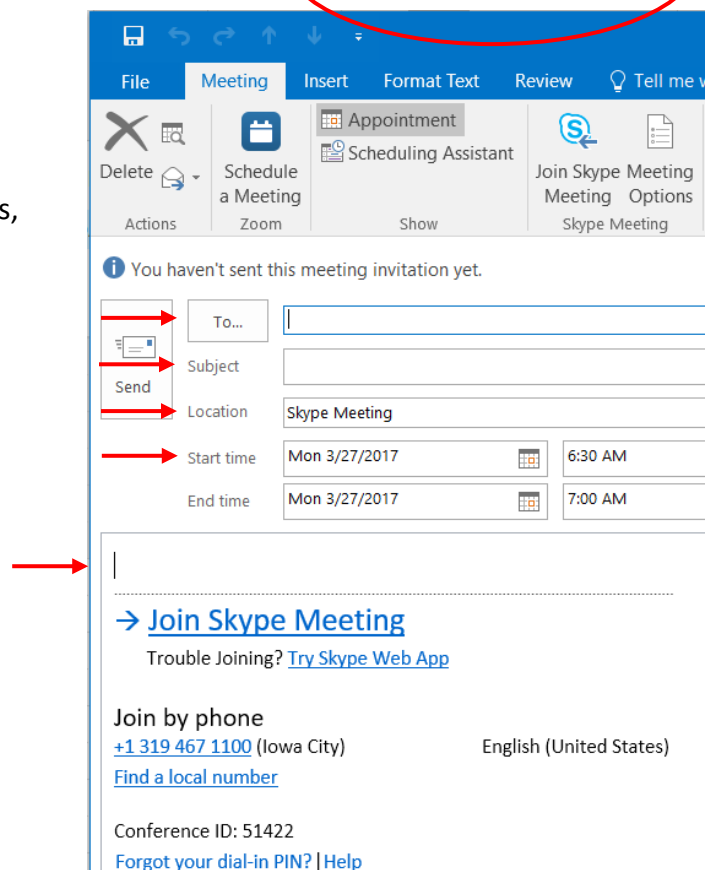 File Meeting Insert Format Text Review Tell me
Appointment
Scheduling Assistant
Delete Schedule a Meeting Join Skype Meeting Meeting Options
s,
Actions Zoom Show Skype Meeting
You haven't sent this meeting invitation yet.
To...
Subject
Send
Location Skype Meeting
Start time Mon 3/27/2017 6:30 AM
End time Mon 3/27/2017 7:00 AM
→ Join Skype Meeting
Trouble Joining? Try Skype Web App
Join by phone
+1 319 467 1100 (Iowa City) English (United States)
Find a local number
Conference ID: 51422
Forgot your dial-in PIN? | Help